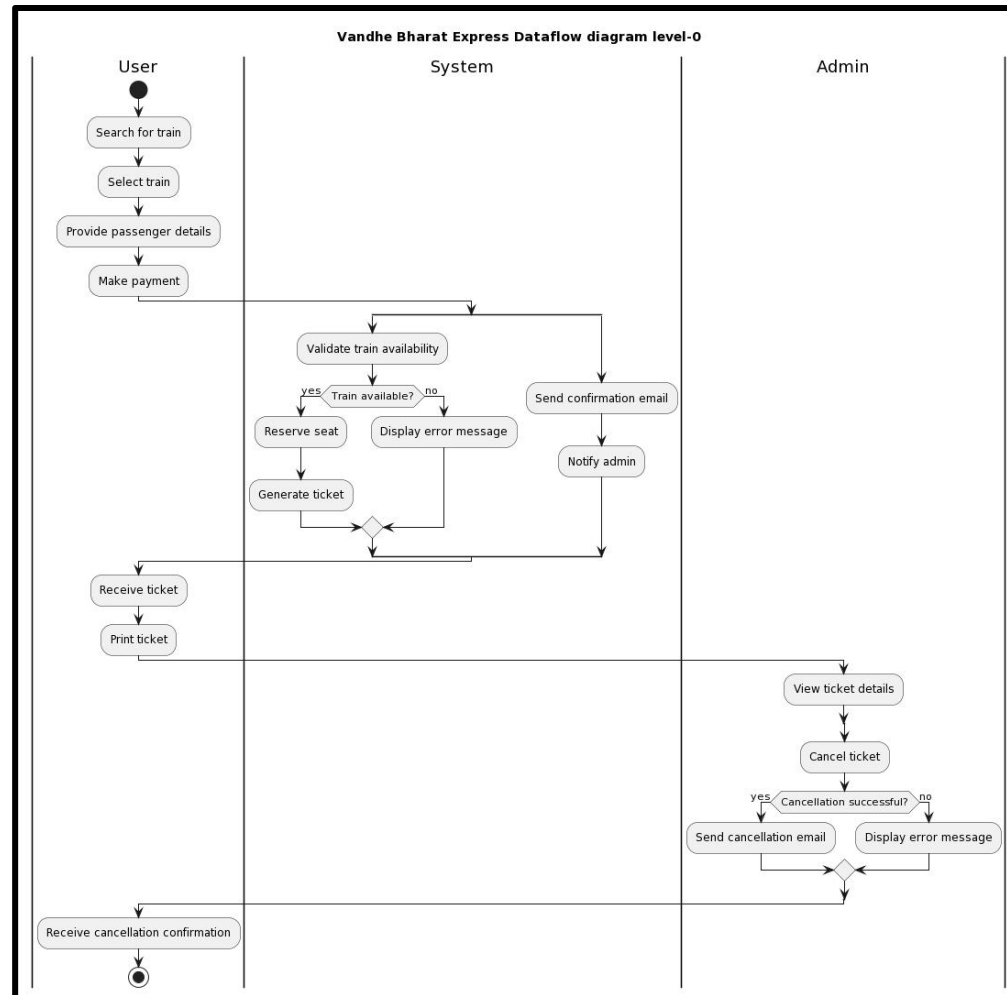 Vandhe Bharat Express Dataflow diagram level-0
User
System
Admin
Search for train
Select train
Provide passenger details
Make payment
Validate train availability
yes
Train available?
no
Send confirmation email
Reserve seat
Display error message
Notify admin
Generate ticket
Receive ticket
Print ticket
View ticket details
Cancel ticket
yes
Cancellation successful?
no
Send cancellation email
Display error message
Receive cancellation confirmation